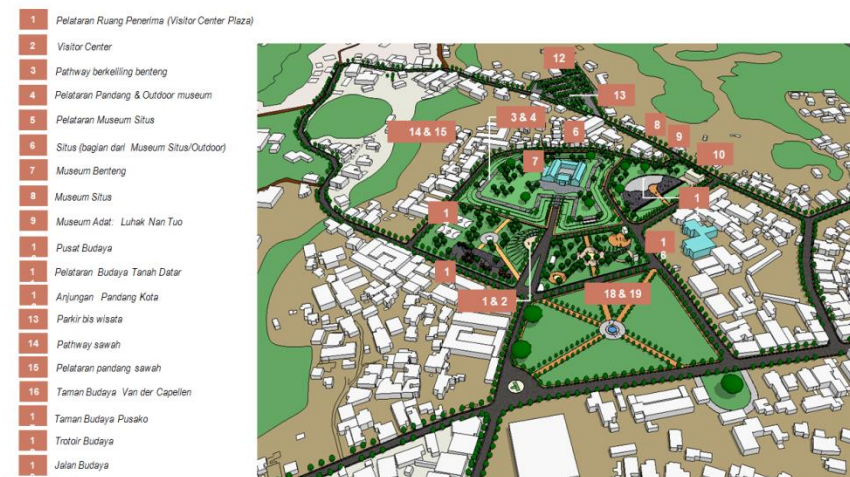 1 Pelataran Ruang Penerima (Visitor Center Plaza)
2 Visitor Center
3 Pathway berkeiling benteng
4 Pelataran Pandang & Outdoor museum
5 Pelataran Museum Situs
6 Situs (bagian dari Museum Situs/Outdoor)
7 Museum Benteng
8 Museum Situs
9 Museum Adat: Luhak Nan Tuo
1 Pusat Budaya
1 Pelataran Budaya Tanah Datar
1 Anjungan Pandang Kota
13 Parkir bis wisata
14 Pathway sawah
15 Pelataran pandang sawah
16 Taman Budaya Van der Capellen
1 Taman Budaya Pusako
1 Trotoir Budaya
1 Jalan Budaya
12
13
3 & 4
14 & 15
6
8
9
10
7
1
1
1
1 & 2
18 & 19